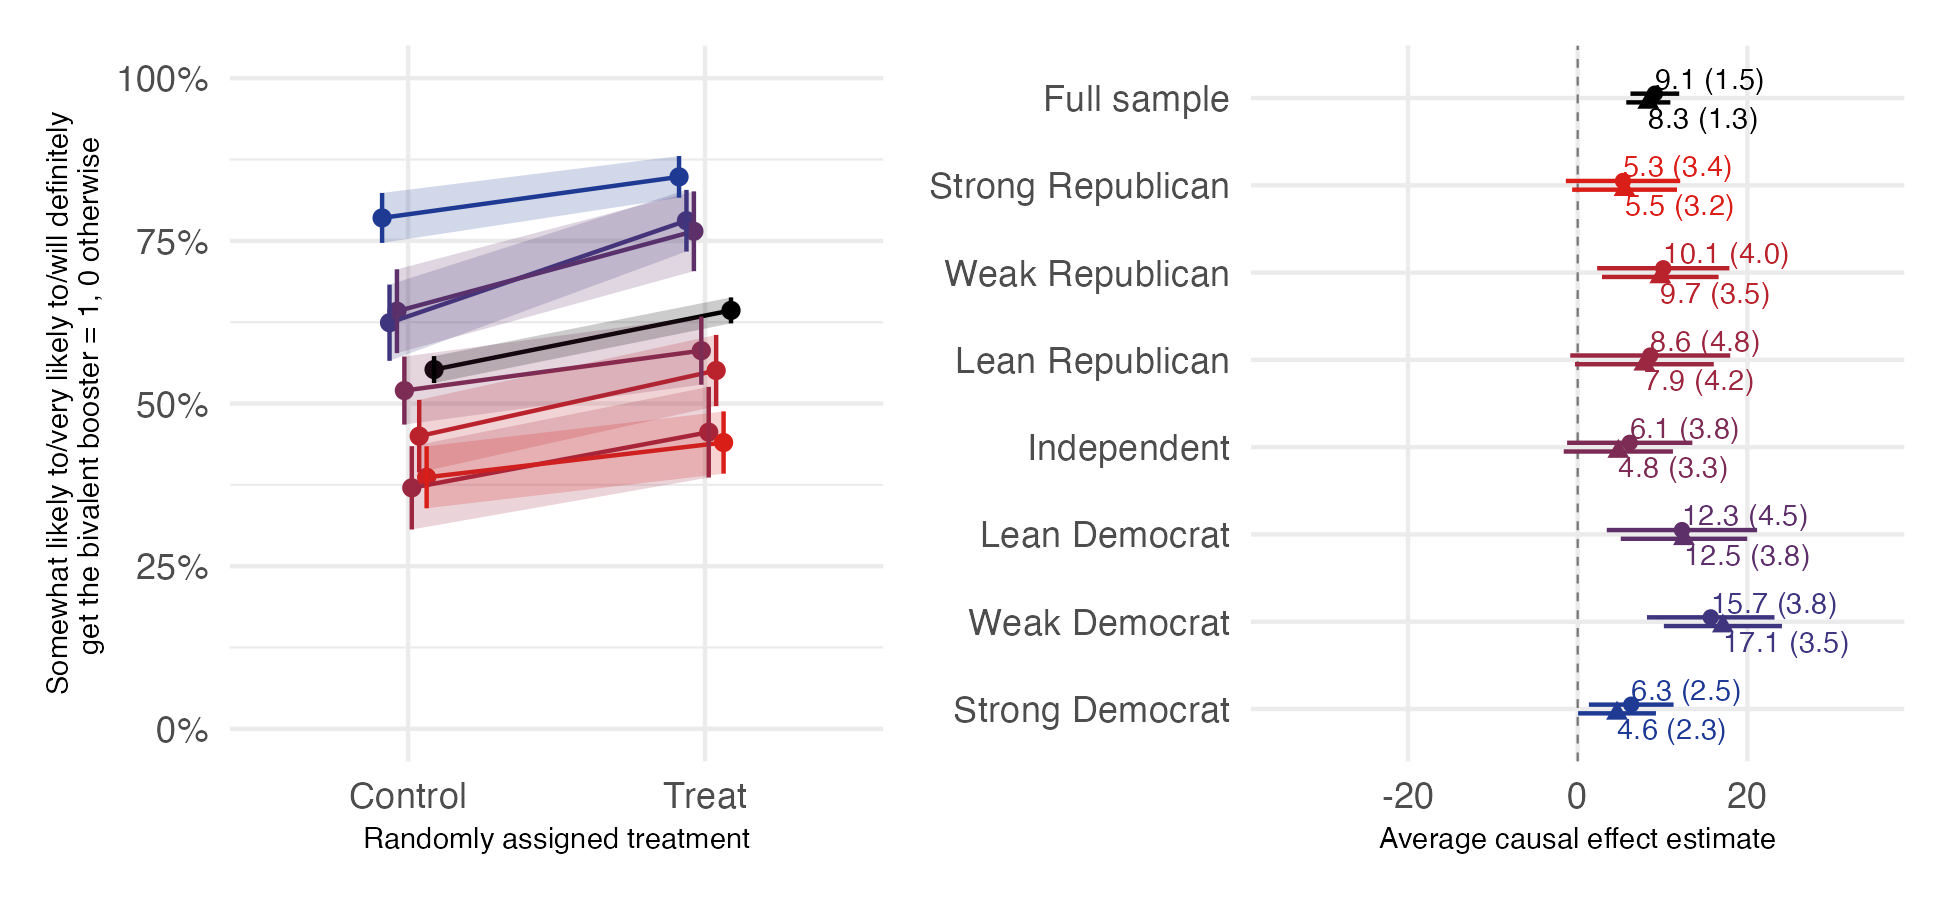 Somewhat likely to/very likely to/will definitely
get the bivalent booster = 1, 0 otherwise
100%
75%
50%
25%
0%
Control
Treat
Randomly assigned treatment
Full sample
9.1 (1.5)
8.3 (1.3)
Strong Republican
5.3 (3.4)
5.5 (3.2)
Weak Republican
10.1 (4.0)
9.7 (3.5)
Lean Republican
8.6 (4.8)
7.9 (4.2)
Independent
6.1 (3.8)
4.8 (3.3)
Lean Democrat
12.3 (4.5)
12.5 (3.8)
Weak Democrat
15.7 (3.8)
17.1 (3.5)
Strong Democrat
6.3 (2.5)
4.6 (2.3)
-20
0
20
Average causal effect estimate